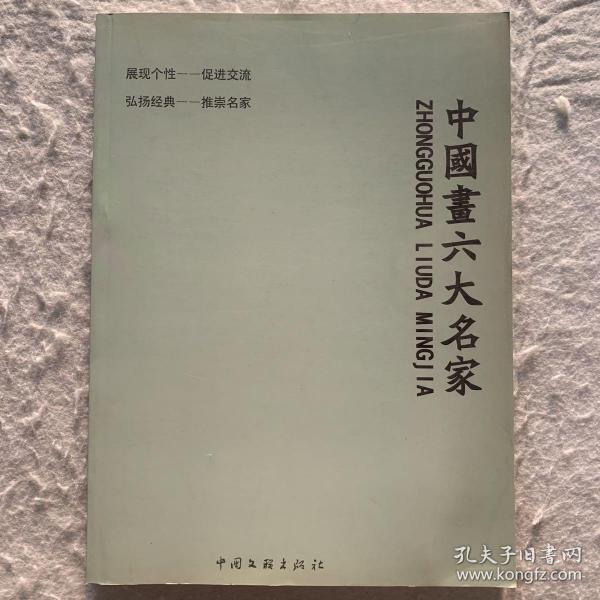 展现个性——促进交流
弘扬经典——推崇名家
中國畫六大名家
ZHONGGUOHUA LIUDA MINGJIA
中国文联出版社
孔夫子旧书网
www.kongfz.com